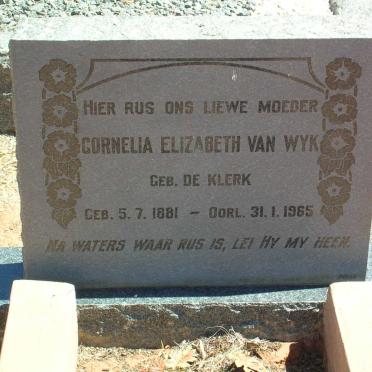 HIER RUS ONS LIEWE MOEDER
CORNELIA ELIZABETH VAN WYK
GEB. DE KLERK
GEB. 5. 7. 1881 – OORL. 31. 1. 1965
NA WATERS WAAR RUS IS, LEI HY MY HEEN.